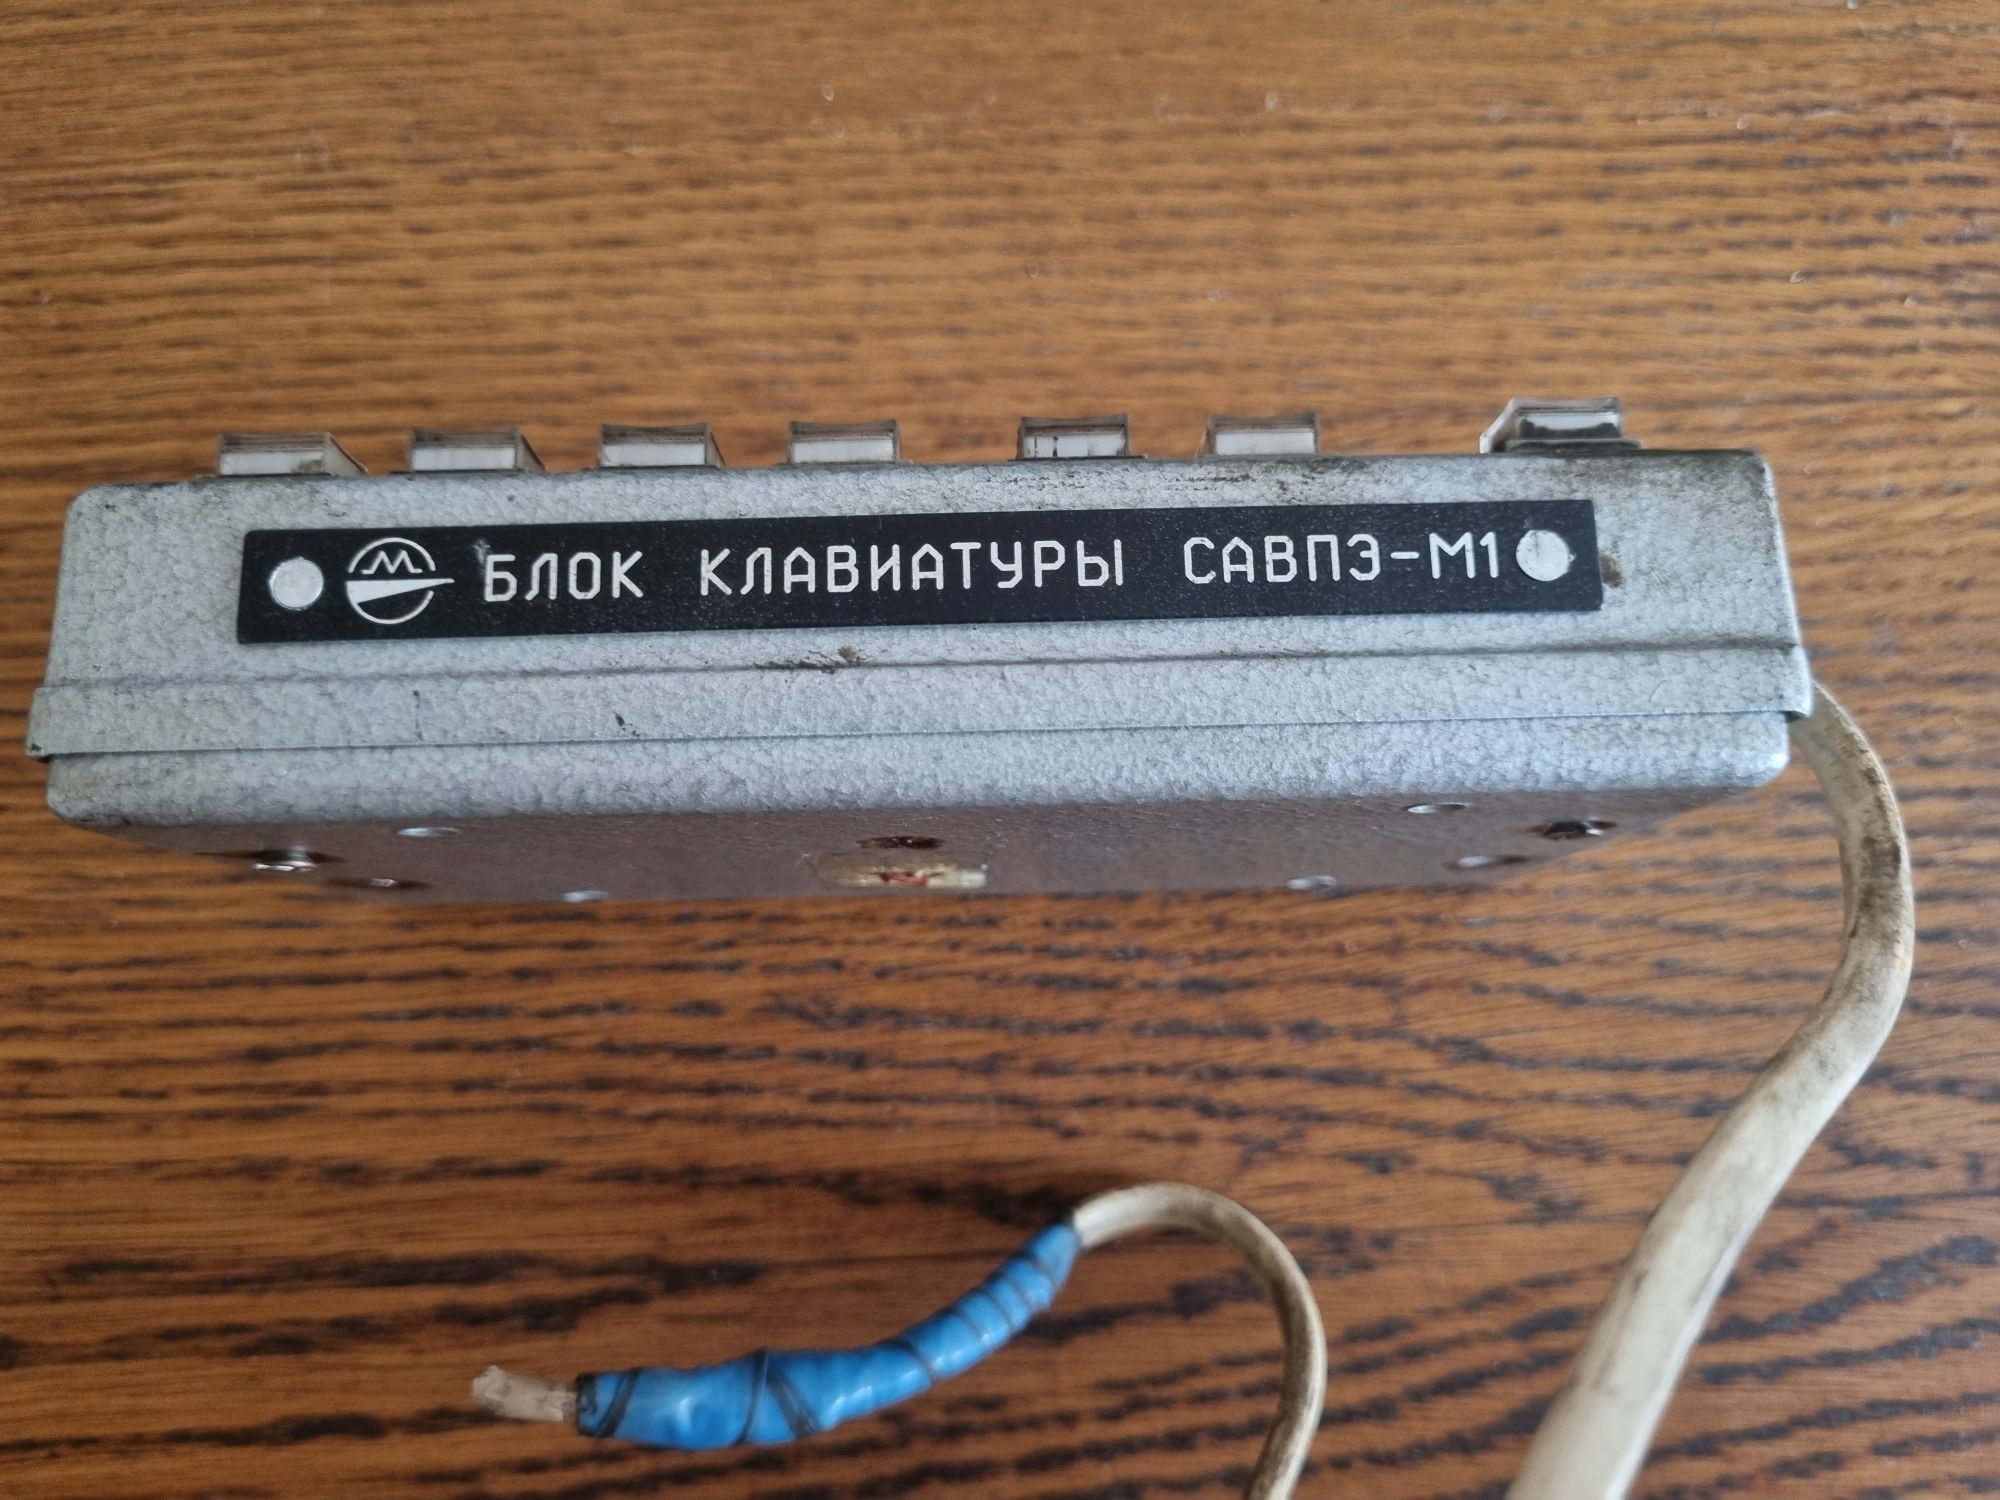 М БЛОК КЛАВИАТУРЫ САВПЭ-М1